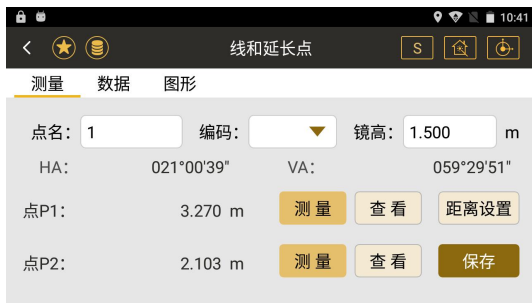 10:41
线和延长点
S
测量 数据 图形
点名： 1 编码： 镜高： 1.500 m
HA： 021°00'39" VA： 059°29'51"
点P1： 3.270 m 测 量 查 看 距离设置
点P2： 2.103 m 测 量 查 看 保存